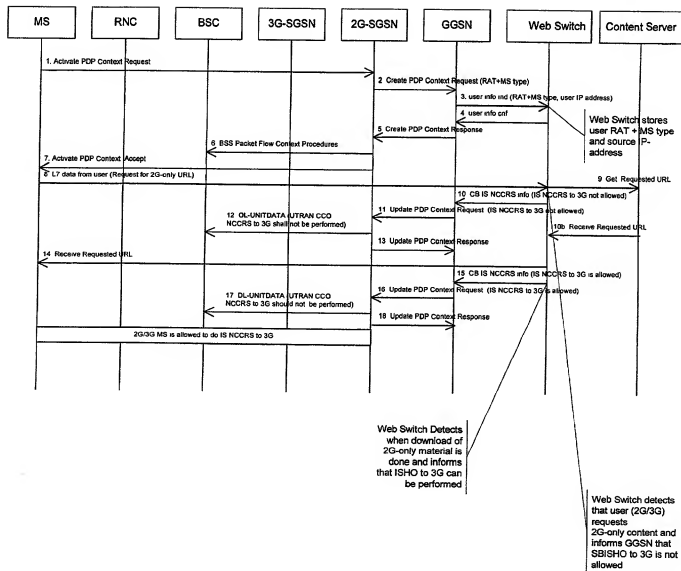 MS RNC BSC 3G-SGSN 2G-SGSN GGSN Web Switch Content Server
1. Activate PDP Context Request
2 Create PDP Context Request (RAT+MS type)
3. user info ind (RAT+MS type, user IP address)
4 user info cnf
Web Switch stores
user RAT + MS type
and source IP-
address
5 Create PDP Context Response
6 BSS Packet Flow Context Procedures
7. Activate PDP Context Accept
8 L7 data from user (Request for 2G-only URL)
9 Get Requested URL
10 CB IS NCCRS info (IS NCCRS to 3G not allowed)
11 Update PDP Context Request (IS NCCRS to 3G not allowed)
12 OL-UNITDATA (UTRAN CCO
NCCRS to 3G shall not be performed)
10b Receive Requested URL
13 Update PDP Context Response
14 Receive Requested URL
15 CB IS NCCRS info (IS NCCRS to 3G is allowed)
16 Update PDP Context Request (IS NCCRS to 3G is allowed)
17 DL-UNITDATA (UTRAN CCO
NCCRS to 3G should not be performed)
18 Update PDP Context Response
2G/3G MS is allowed to do IS NCCRS to 3G
Web Switch Detects
when download of
2G-only material is
done and informs
that ISHO to 3G can
be performed
Web Switch detects
that user (2G/3G)
requests
2G-only content and
informs GGSN that
SBISHO to 3G is not
allowed